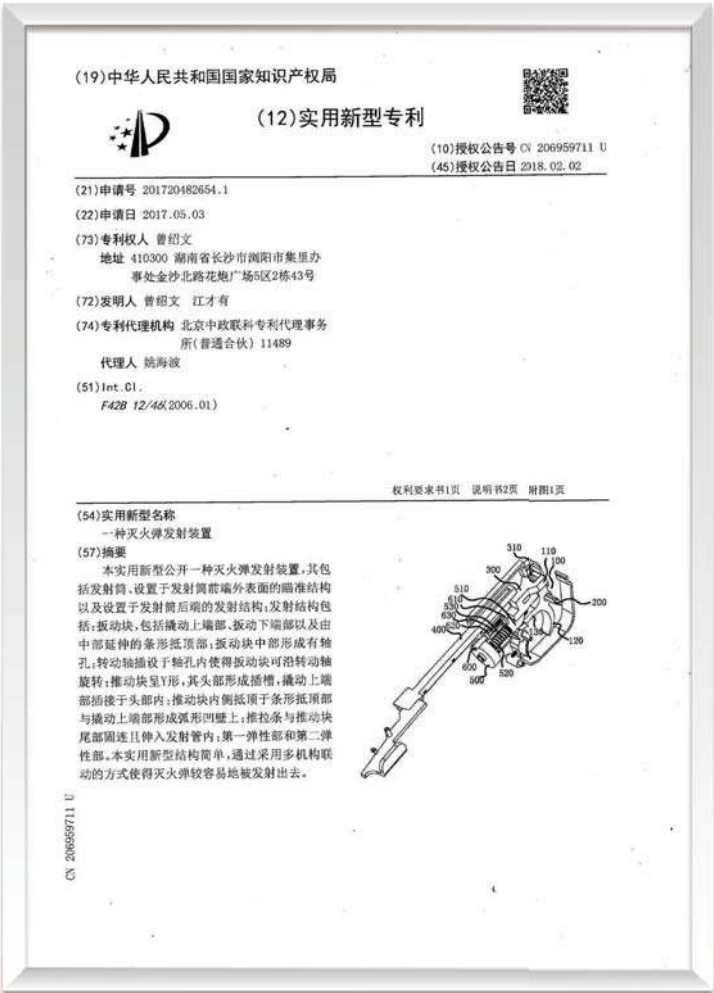 (19)中华人民共和国国家知识产权局
(12)实用新型专利
(10)授权公告号 CN 206959711 U
(45)授权公告日 2018.02.02
(21)申请号 201720482654.1
(22)申请日 2017.05.03
(73)专利权人 曾绍文
地址 410300 湖南省长沙市浏阳市集里办
事处金沙北路花炮广场5区2栋43号
(72)发明人 曾绍文 江才有
(74)专利代理机构 北京中政联科专利代理事务
所(普通合伙) 11489
代理人 姚海波
(51)Int.Cl.
F42B 12/46(2006.01)
权利要求书1页 说明书2页 附图1页
(54)实用新型名称
一种灭火弹发射装置
(57)摘要
本实用新型公开一种灭火弹发射装置,其包
括发射筒、设置于发射筒前端外表面的瞄准结构
以及设置于发射筒后端的发射结构;发射结构包
括:扳动块,包括撬动上端部、扳动下端部以及由
中部延伸的条形抵顶部;扳动块中部形成有轴
孔;转动轴插设于轴孔内使得扳动块可沿转动轴
旋转;推动块呈Y形,其头部形成插槽,撬动上端
部插接于头部内;推动块内侧抵顶于条形抵顶部
与撬动上端部形成弧形凹壁上;推拉条与推动块
尾部固连且伸入发射管内;第一弹性部和第二弹
性部。本实用新型结构简单,通过采用多机构联
动的方式使得灭火弹较容易地被发射出去。
310
110
100
300
510
610
200
530
630
620
400
130
120
600
520
500
CN 206959711 U